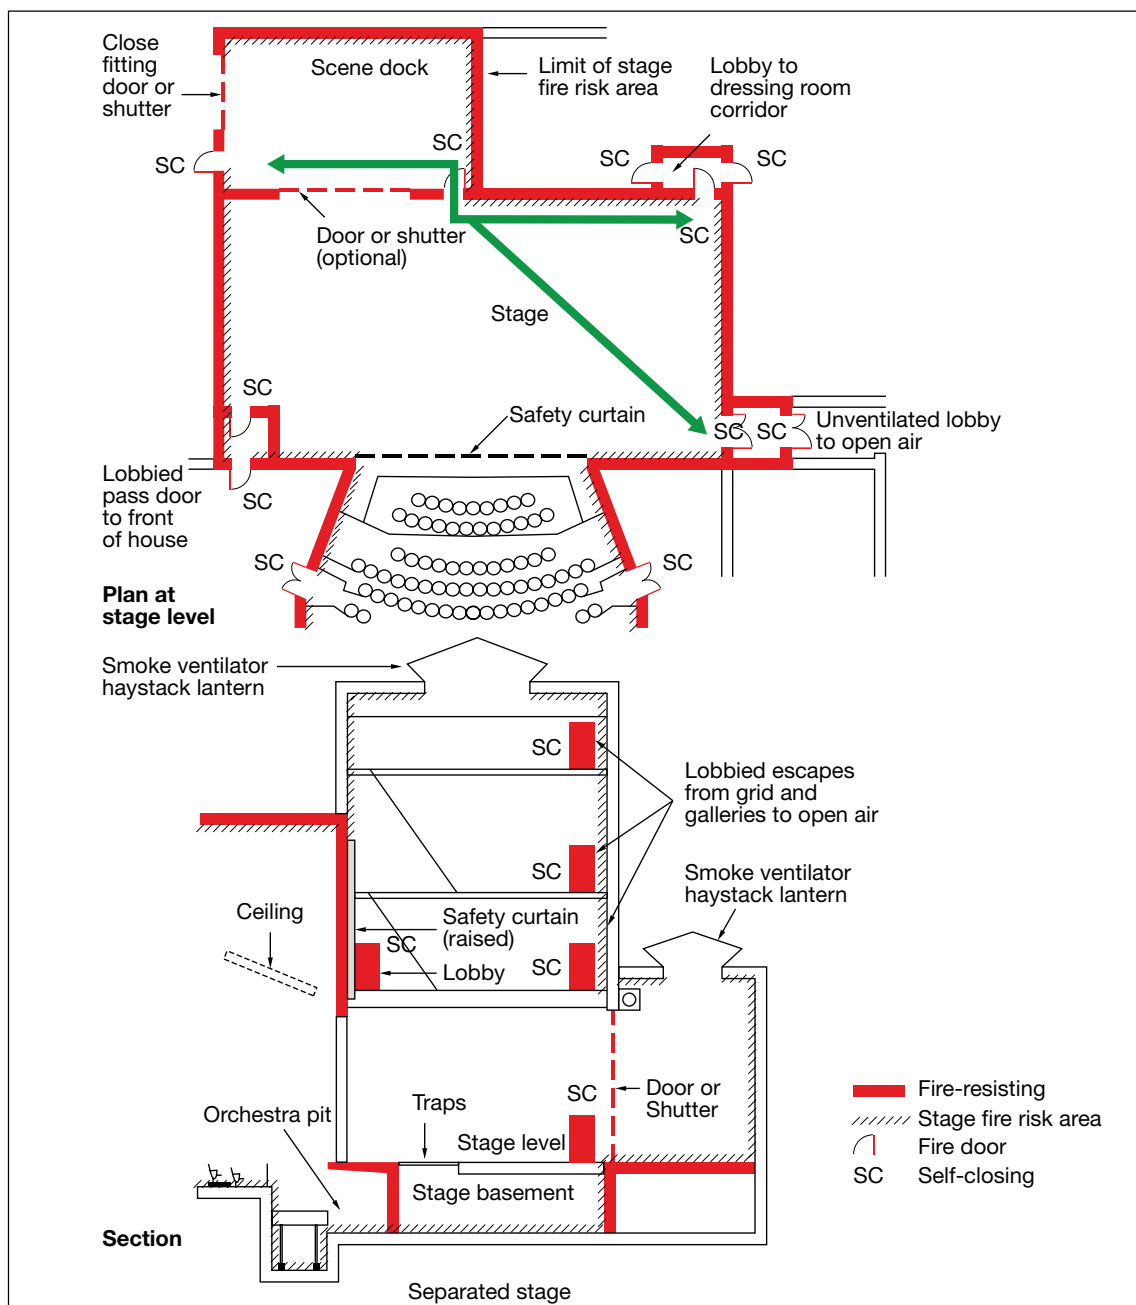 Close
fitting
door or
shutter
Scene dock
Limit of stage
fire risk area
Lobby to
dressing room
corridor
SC
SC
SC
SC
Door or shutter
(optional)
SC
Stage
SC
Safety curtain
SC
SC
Unventilated lobby
to open air
Lobbied
pass door
to front
of house
SC
SC
SC
Plan at
stage level
Smoke ventilator
haystack lantern
SC
Lobbied escapes
from grid and
galleries to open air
SC
Smoke ventilator
haystack lantern
Ceiling
Safety curtain
(raised)
SC
SC
Lobby
Door or
Shutter
SC
Traps
Orchestra pit
Stage level
Stage basement
Fire-resisting
Stage fire risk area
Fire door
SC
Self-closing
Section
Separated stage